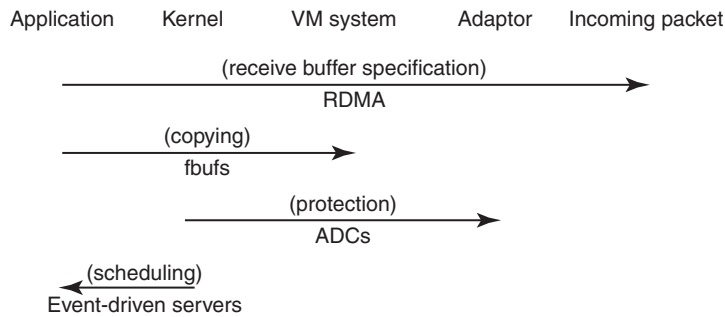 Application Kernel VM system Adaptor Incoming packet
(receive buffer specification)
RDMA
(copying)
fbufs
(protection)
ADCs
(scheduling)
Event-driven servers